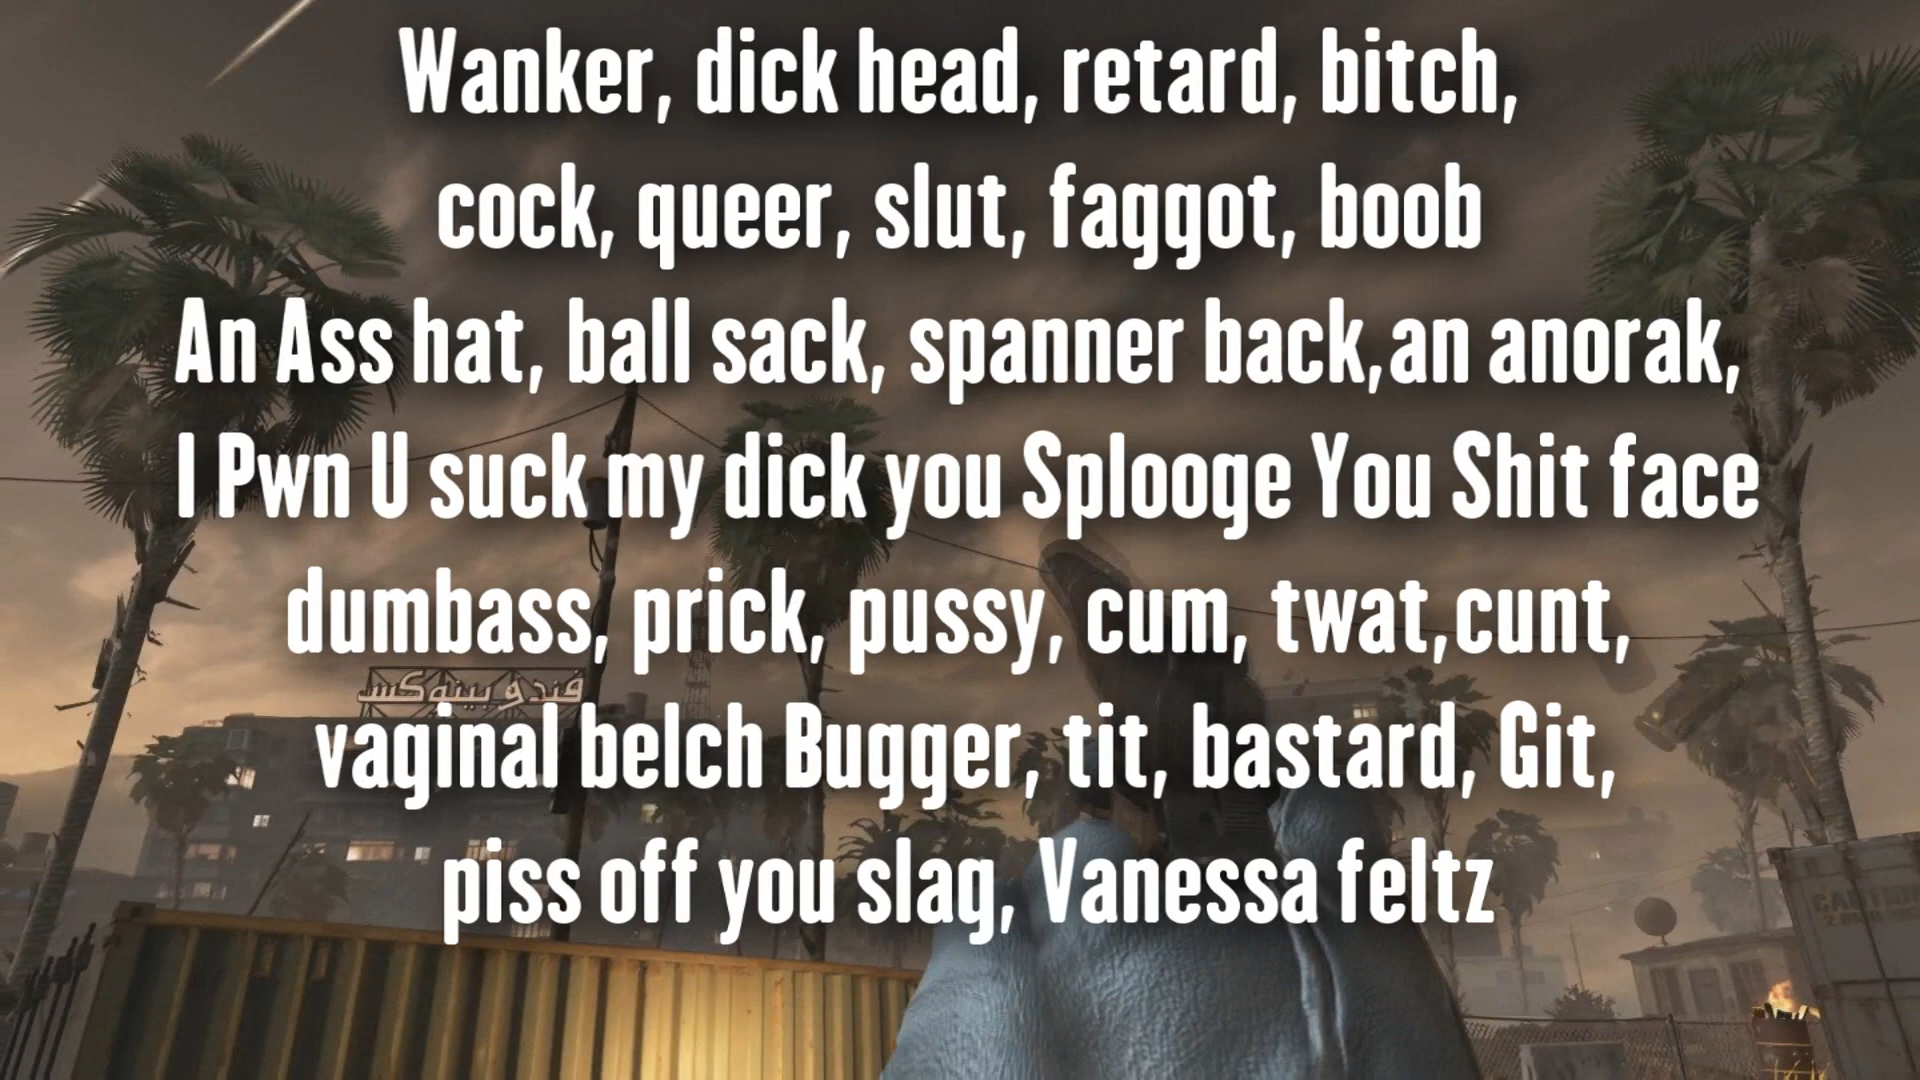 Wanker, dick head, retard, bitch,
cock, queer, slut, faggot, boob
An Ass hat, ball sack, spanner back,an anorak,
I Pwn U suck my dick you Splooge You Shit face
dumbass, prick, pussy, cum, twat,cunt,
vaginal belch Bugger, tit, bastard, Git,
piss off you slag, Vanessa feltz
CAUTION